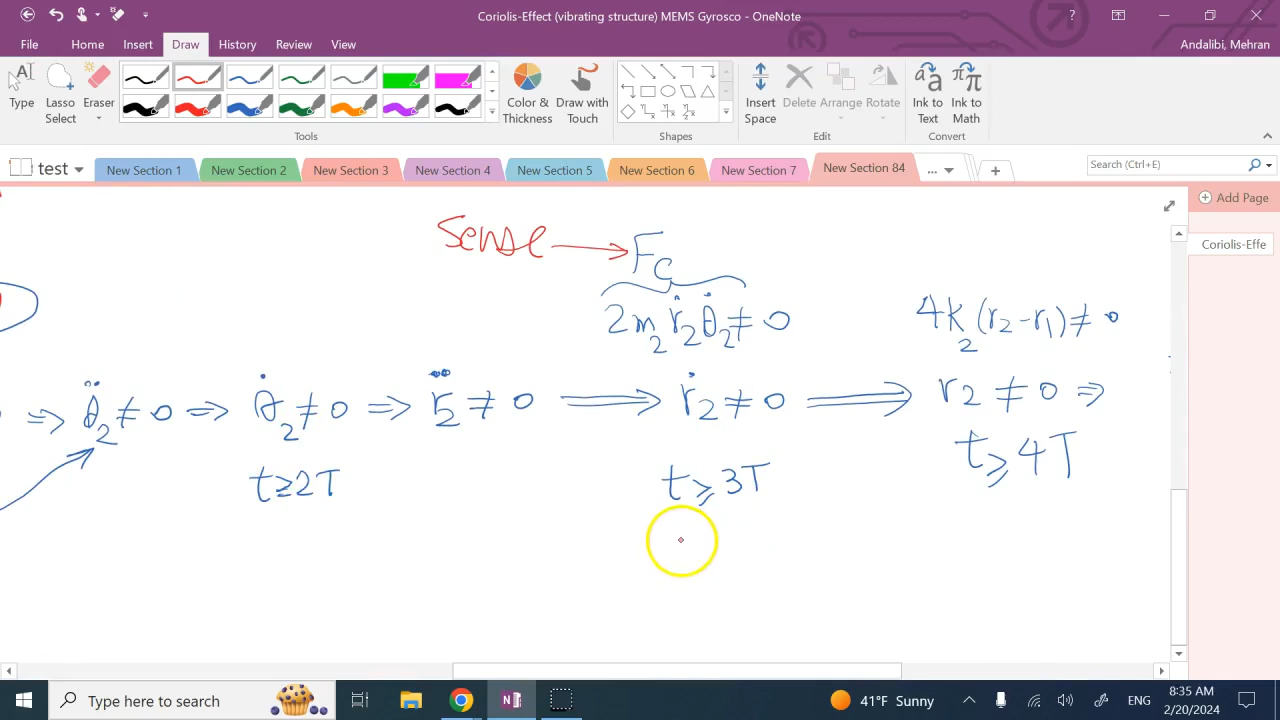 Coriolis-Effect (vibrating structure) MEMS Gyrosco - OneNote
File Home Insert Draw History Review View
Andalibi, Mehran
Type
Lasso Select
Eraser
Color & Thickness
Draw with Touch
Insert Space
Delete
Arrange
Rotate
Ink to Text
Ink to Math
Tools Shapes Edit Convert
test New Section 1 New Section 2 New Section 3 New Section 4 New Section 5 New Section 6 New Section 7 New Section 84 ... Search (Ctrl+E)
Add Page
Coriolis-Effe
Sense → Fc
2m₂ṙ₂θ̇₂ ≠ 0 4k₂(r₂-r₁) ≠ 0
⇒ θ̈₂ ≠ 0 ⇒ θ̇₂ ≠ 0 ⇒ r̈₂ ≠ 0 ⇒ ṙ₂ ≠ 0 ⇒ r₂ ≠ 0 ⇒
t≥2T t≥3T t≥4T
Type here to search
41°F Sunny
ENG
8:35 AM
2/20/2024